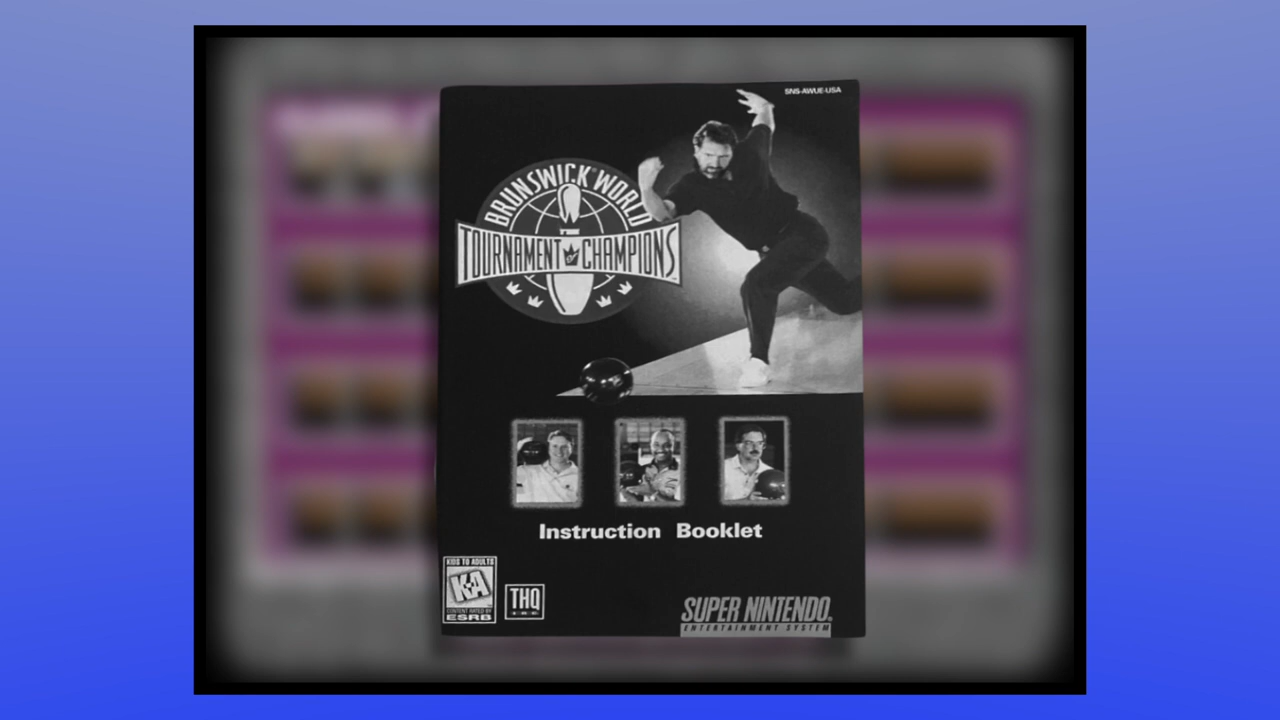 SNS-AWUE-USA
BRUNSWICK WORLD
TOURNAMENT OF CHAMPIONS
Instruction Booklet
KIDS TO ADULTS
K-A
CONTENT RATED BY
ESRB
THQ
INC
SUPER NINTENDO
ENTERTAINMENT SYSTEM